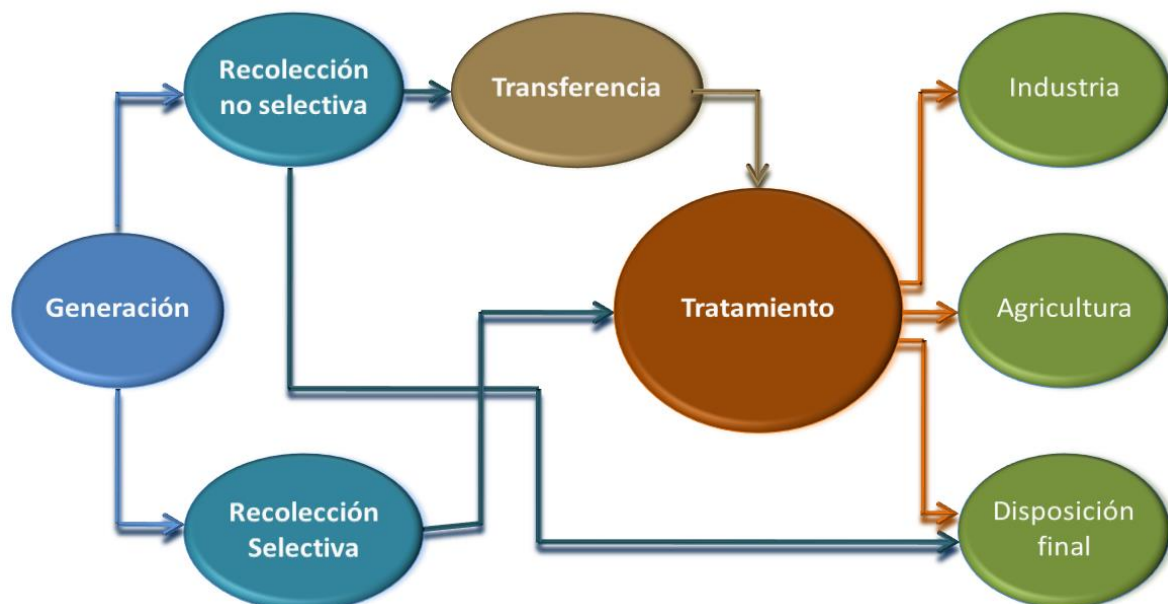 Recolección
no selectiva
Transferencia
Industria
Generación
Tratamiento
Agricultura
Recolección
Selectiva
Disposición
final